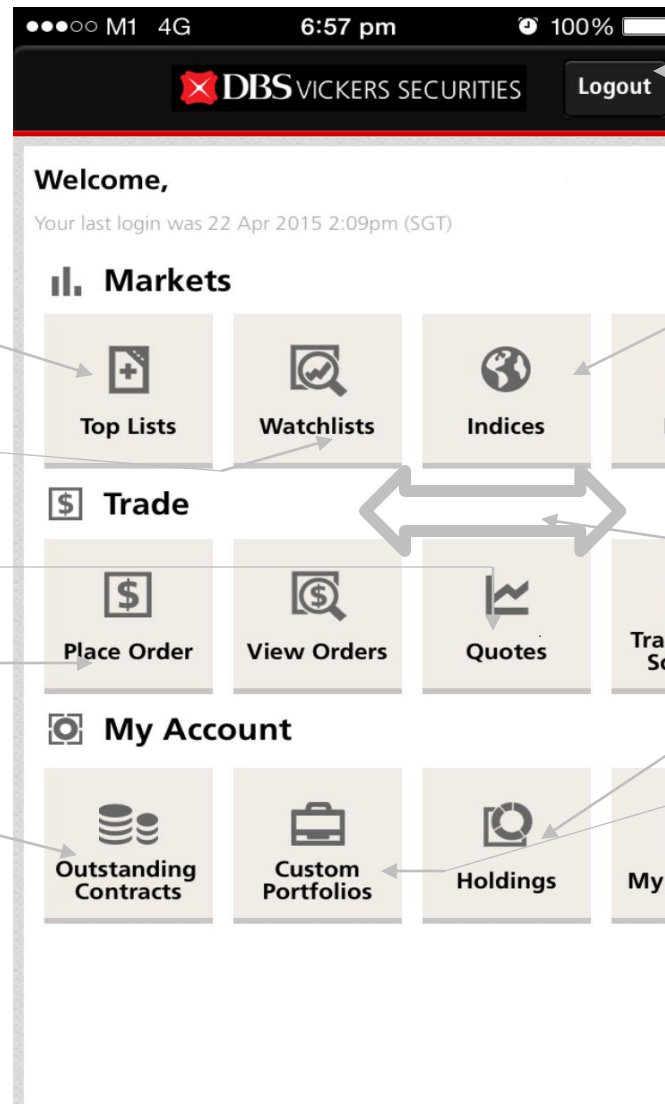 M1 4G 6:57 pm 100%
DBS VICKERS SECURITIES Logout
Welcome,
Your last login was 22 Apr 2015 2:09pm (SGT)
Markets
Top Lists Watchlists Indices
$ Trade
$ $
Place Order View Orders Quotes
My Account
Outstanding
Contracts
Custom
Portfolios
Holdings My